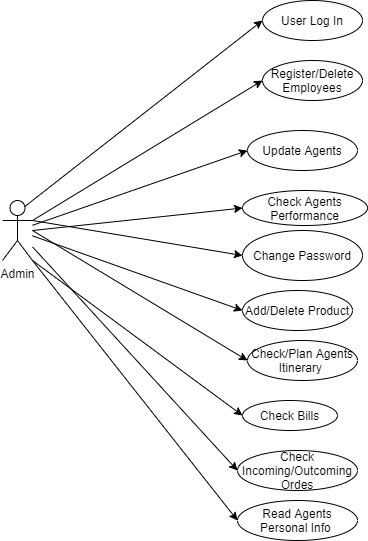 User Log In
Register/Delete
Employees
Update Agents
Check Agents
Performance
Change Password
Admin
Add/Delete Product
Check/Plan Agents
Itinerary
Check Bills
Check
Incoming/Outcoming
Ordes
Read Agents
Personal Info